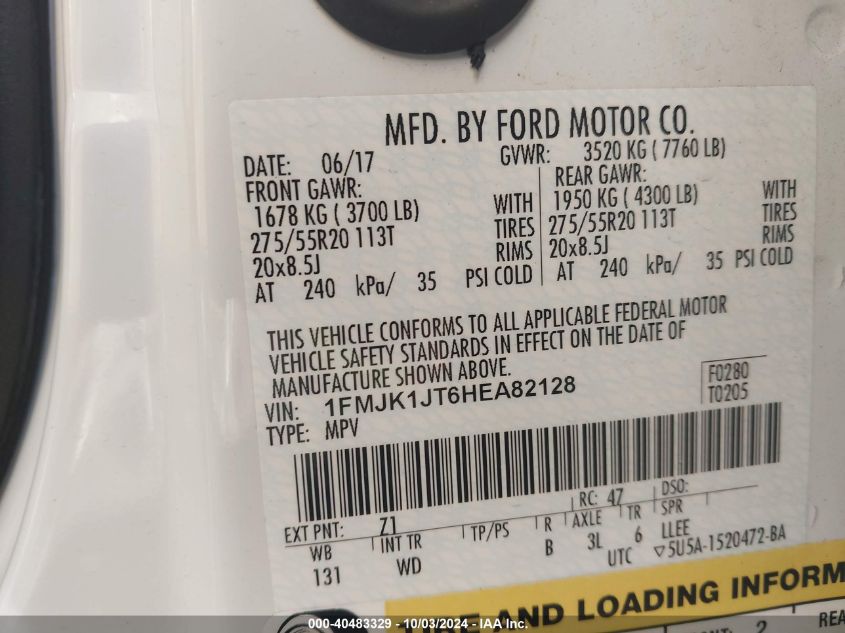 MFD. BY FORD MOTOR CO.
DATE: 06/17 GVWR: 3520 KG ( 7760 LB)
FRONT GAWR: REAR GAWR:
1678 KG ( 3700 LB) WITH 1950 KG ( 4300 LB) WITH
275/55R20 113T TIRES 275/55R20 113T TIRES
20x8.5J RIMS 20x8.5J RIMS
AT 240 kPa/ 35 PSI COLD AT 240 kPa/ 35 PSI COLD
THIS VEHICLE CONFORMS TO ALL APPLICABLE FEDERAL MOTOR
VEHICLE SAFETY STANDARDS IN EFFECT ON THE DATE OF
MANUFACTURE SHOWN ABOVE.
VIN: 1FMJK1JT6HEA82128 F0280
TYPE: MPV T0205
EXT PNT: Z1 RC: 47 DSO:
WB INT TR TP/PS R AXLE TR SPR
131 WD B 3L 6 LLEE
UTC ▽5U5A-1520472-BA
TIRE AND LOADING INFORM
2 REA
000-40483329 - 10/03/2024 - IAA Inc.